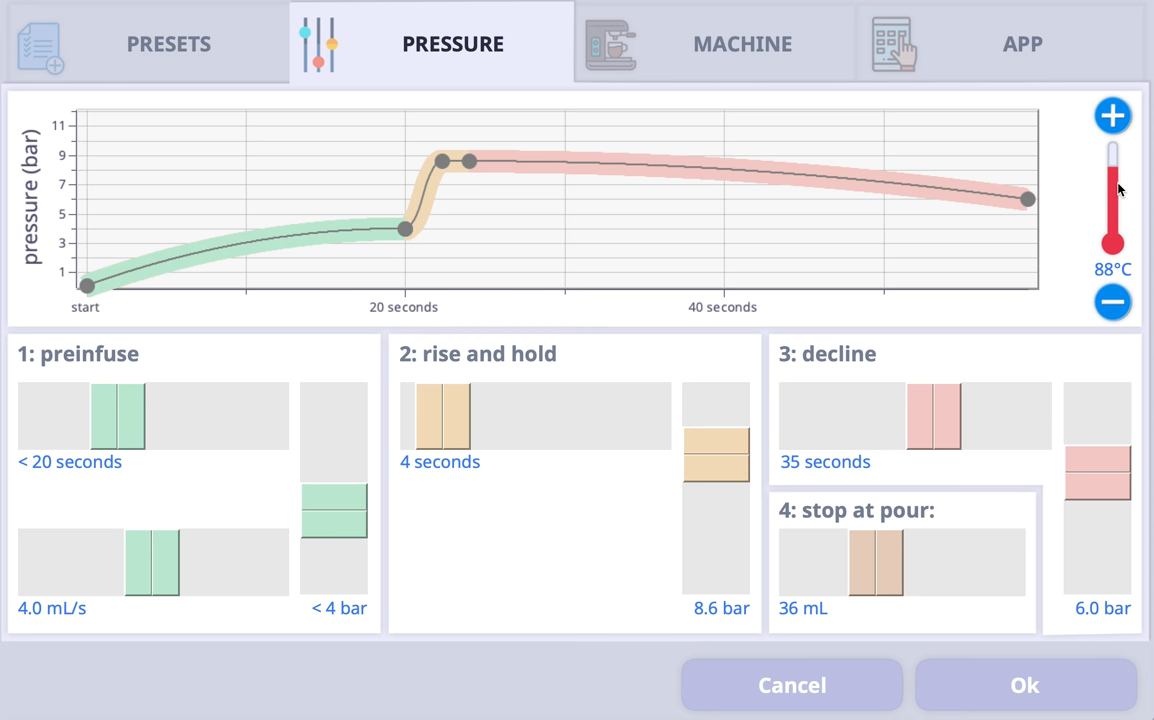 PRESETS
PRESSURE
MACHINE
APP
pressure (bar)
11
9
7
5
3
1
start
20 seconds
40 seconds
88°C
1: preinfuse
< 20 seconds
4.0 mL/s
< 4 bar
2: rise and hold
4 seconds
8.6 bar
3: decline
35 seconds
4: stop at pour:
36 mL
6.0 bar
Cancel
Ok